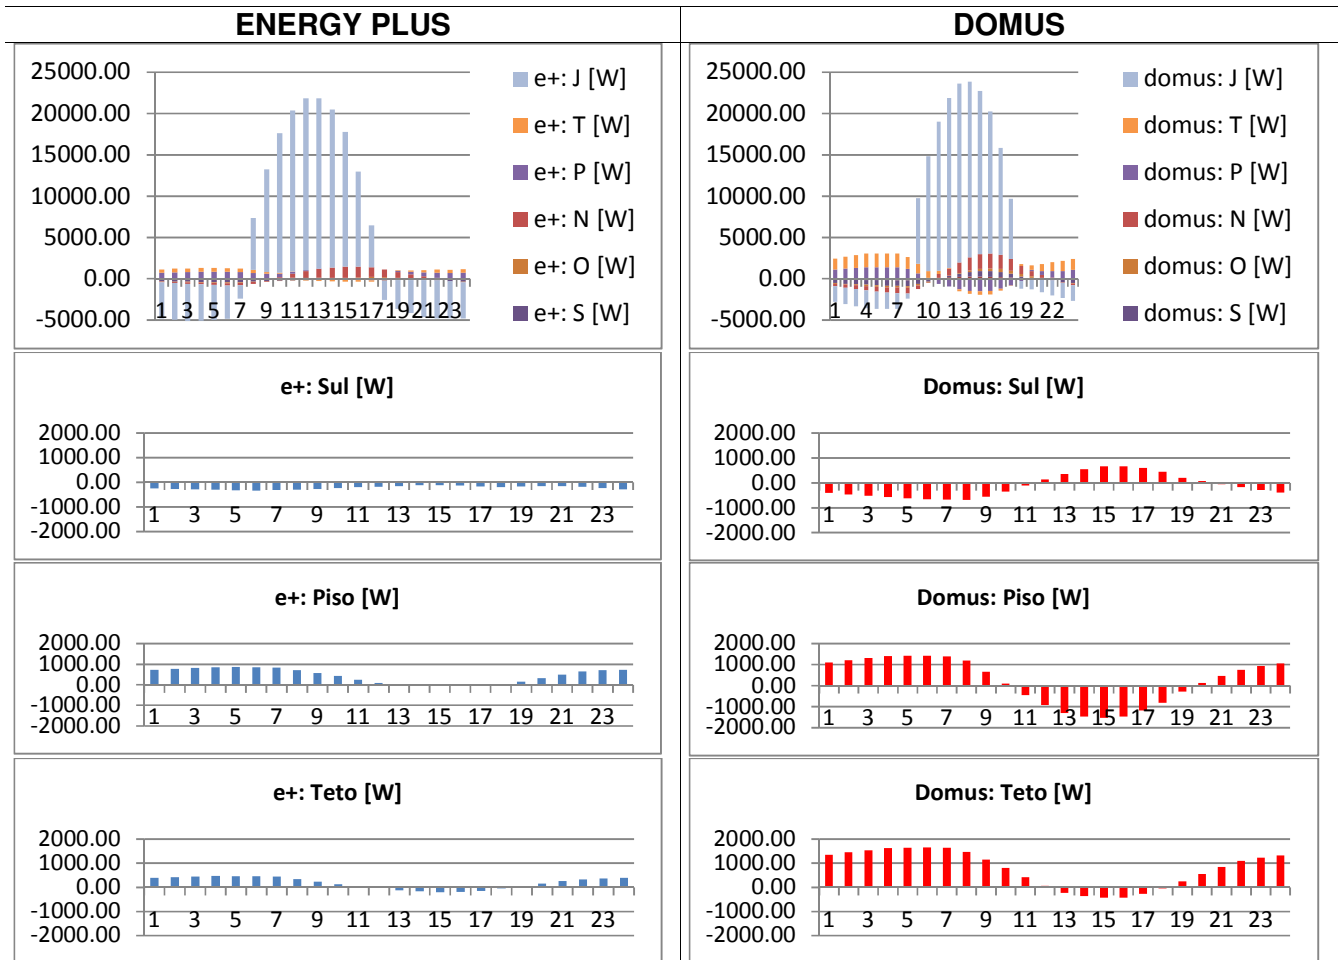 ENERGY PLUS
DOMUS
25000.00
20000.00
15000.00
10000.00
5000.00
0.00
-5000.00
1 3 5 7 9 11 13 15 17 19 21 23
e+: J [W]
e+: T [W]
e+: P [W]
e+: N [W]
e+: O [W]
e+: S [W]
25000.00
20000.00
15000.00
10000.00
5000.00
0.00
-5000.00
1 4 7 10 13 16 19 22
domus: J [W]
domus: T [W]
domus: P [W]
domus: N [W]
domus: O [W]
domus: S [W]
e+: Sul [W]
2000.00
1000.00
0.00
-1000.00
-2000.00
1 3 5 7 9 11 13 15 17 19 21 23
Domus: Sul [W]
2000.00
1000.00
0.00
-1000.00
-2000.00
1 3 5 7 9 11 13 15 17 19 21 23
e+: Piso [W]
2000.00
1000.00
0.00
-1000.00
-2000.00
1 3 5 7 9 11 13 15 17 19 21 23
Domus: Piso [W]
2000.00
1000.00
0.00
-1000.00
-2000.00
1 3 5 7 9 11 13 15 17 19 21 23
e+: Teto [W]
2000.00
1000.00
0.00
-1000.00
-2000.00
1 3 5 7 9 11 13 15 17 19 21 23
Domus: Teto [W]
2000.00
1000.00
0.00
-1000.00
-2000.00
1 3 5 7 9 11 13 15 17 19 21 23